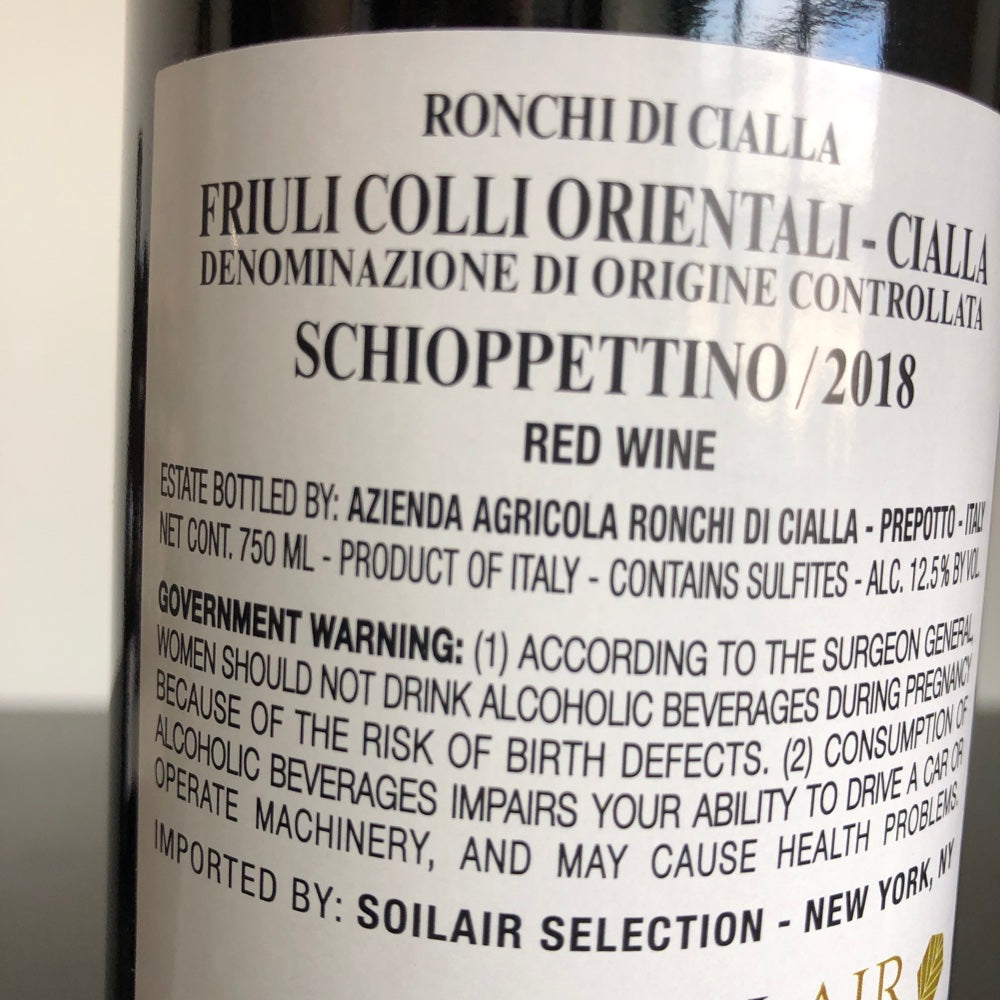 RONCHI DI CIALLA
FRIULI COLLI ORIENTALI - CIALLA
DENOMINAZIONE DI ORIGINE CONTROLLATA
SCHIOPPETTINO / 2018
RED WINE
ESTATE BOTTLED BY: AZIENDA AGRICOLA RONCHI DI CIALLA - PREPOTTO - ITALY
NET CONT. 750 ML - PRODUCT OF ITALY - CONTAINS SULFITES - ALC. 12.5% BY VOL.
GOVERNMENT WARNING: (1) ACCORDING TO THE SURGEON GENERAL,
WOMEN SHOULD NOT DRINK ALCOHOLIC BEVERAGES DURING PREGNANCY
BECAUSE OF THE RISK OF BIRTH DEFECTS. (2) CONSUMPTION OF
ALCOHOLIC BEVERAGES IMPAIRS YOUR ABILITY TO DRIVE A CAR OR
OPERATE MACHINERY, AND MAY CAUSE HEALTH PROBLEMS.
IMPORTED BY: SOILAIR SELECTION - NEW YORK, NY